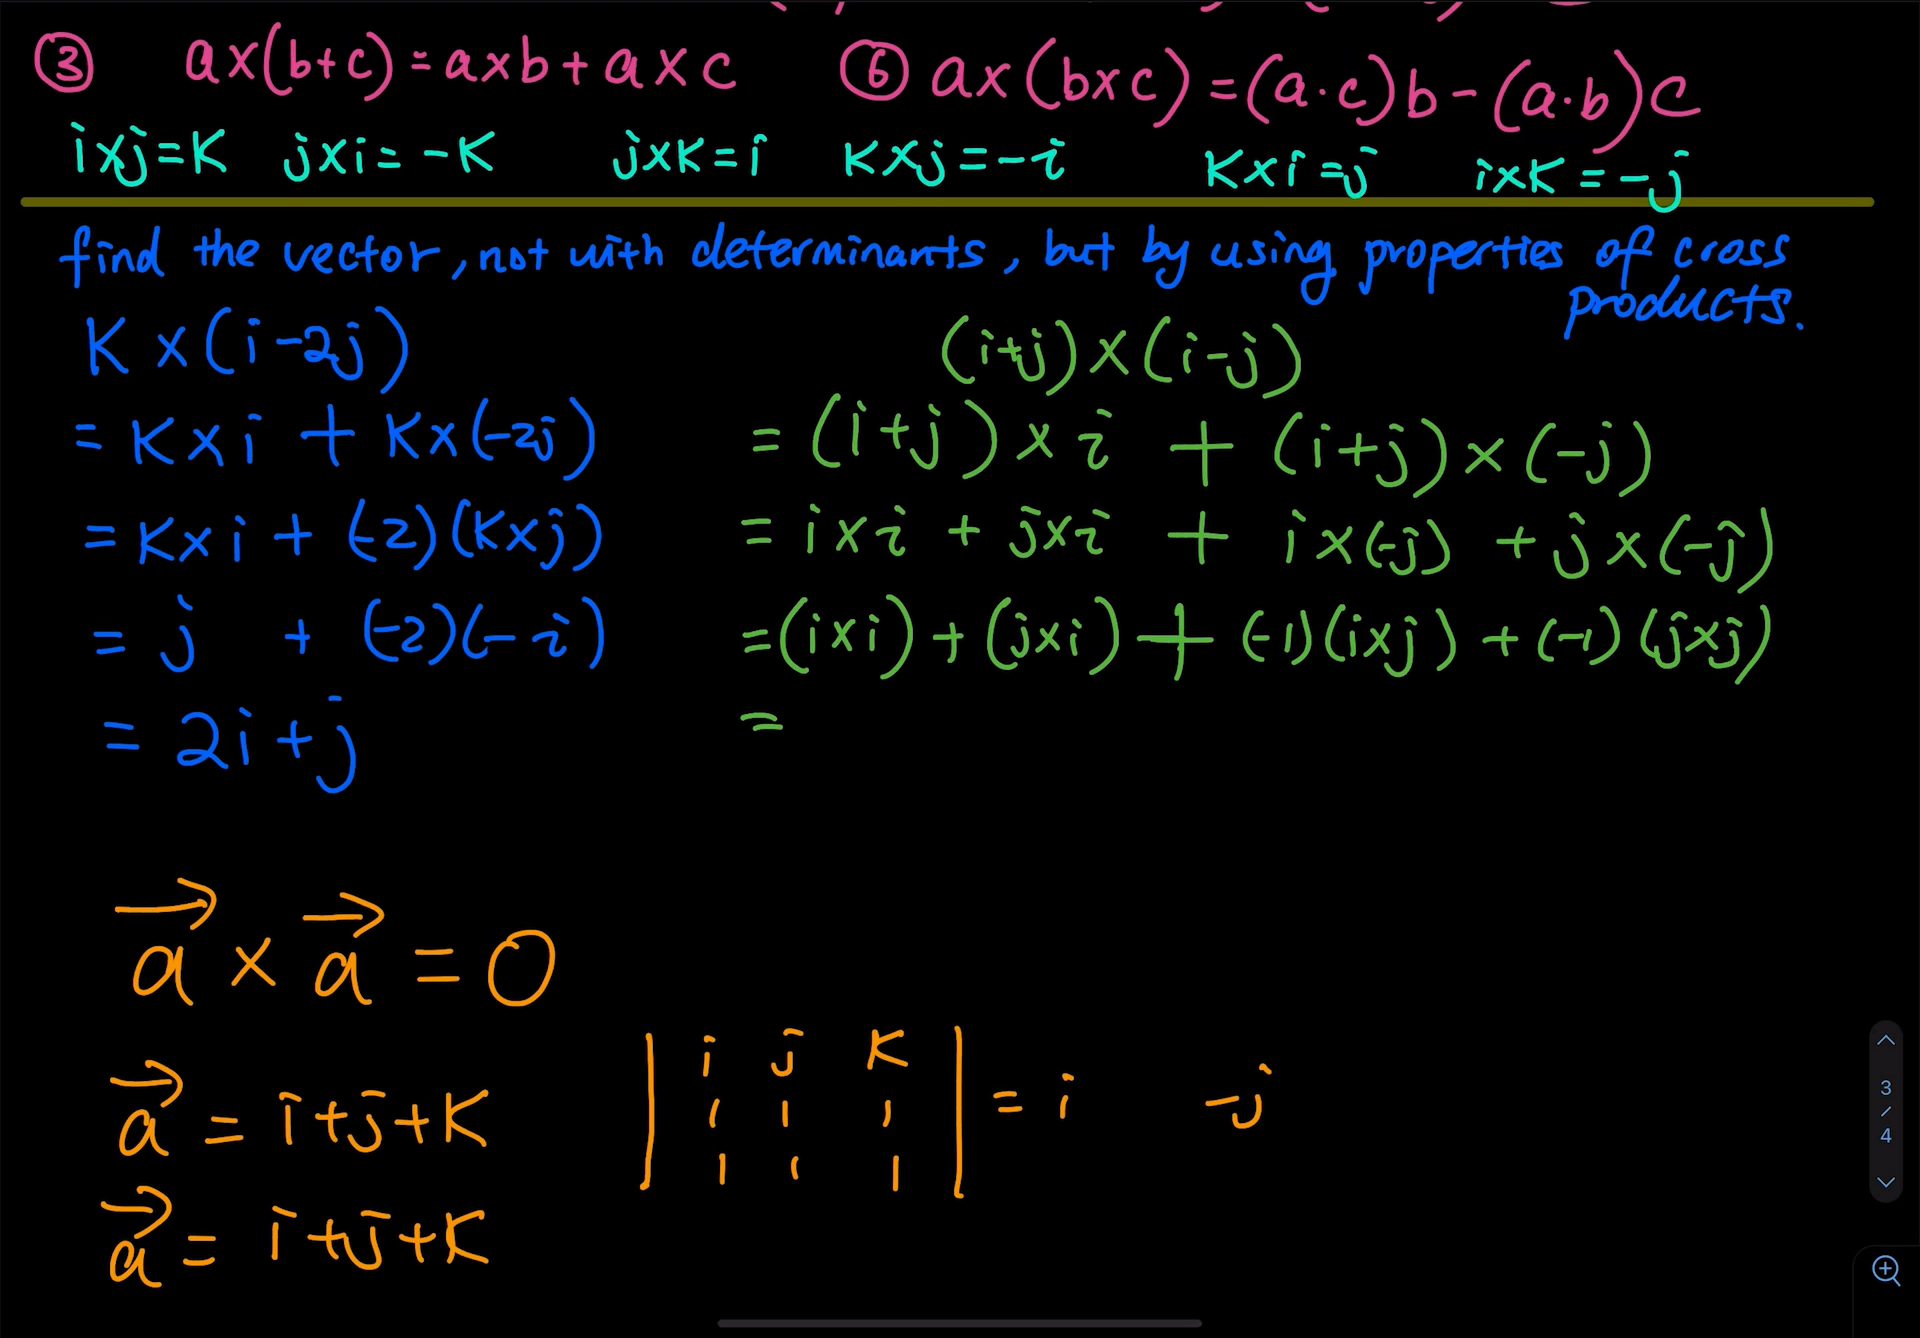 ③ a×(b+c)=a×b+a×c ⑥ a×(b×c)=(a·c)b-(a·b)c
i×j=K j×i=-K j×K=i K×j=-i K×i=j i×K=-j
find the vector, not with determinants, but by using properties of cross
products.
K×(i-2j)
= K×i + K×(-2j)
= K×i + (-2)(K×j)
= j + (-2)(-i)
= 2i+j
(i+j)×(i-j)
= (i+j)×i + (i+j)×(-j)
= i×i + j×i + i×(-j) + j×(-j)
=(i×i)+(j×i)+(-1)(i×j)+(-1)(j×j)
=
a×a=0
a = i+j+K
a = i+j+K
| i j K |
| 1 1 1 | = i -j
| 1 1 1 |
3
/
4